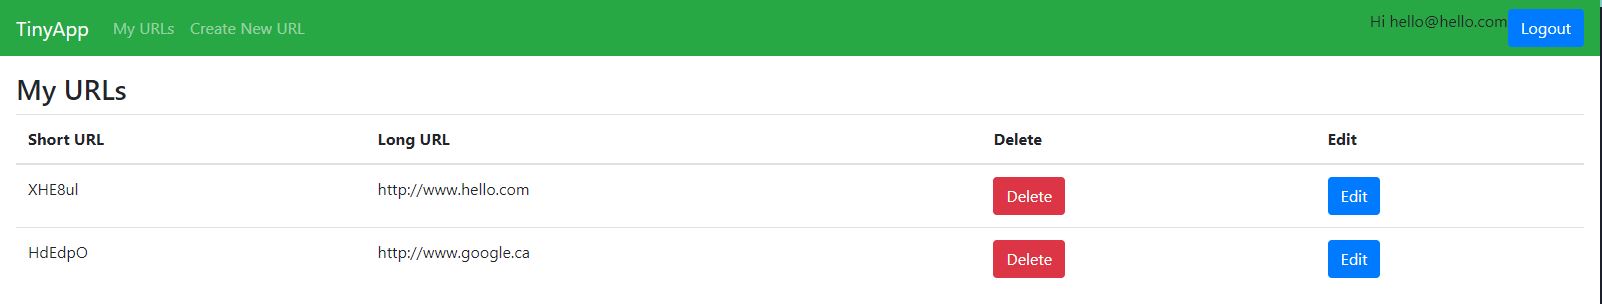 TinyApp My URLs Create New URL Hi hello@hello.com Logout
My URLs
Short URL Long URL Delete Edit
XHE8ul http://www.hello.com Delete Edit
HdEdpO http://www.google.ca Delete Edit